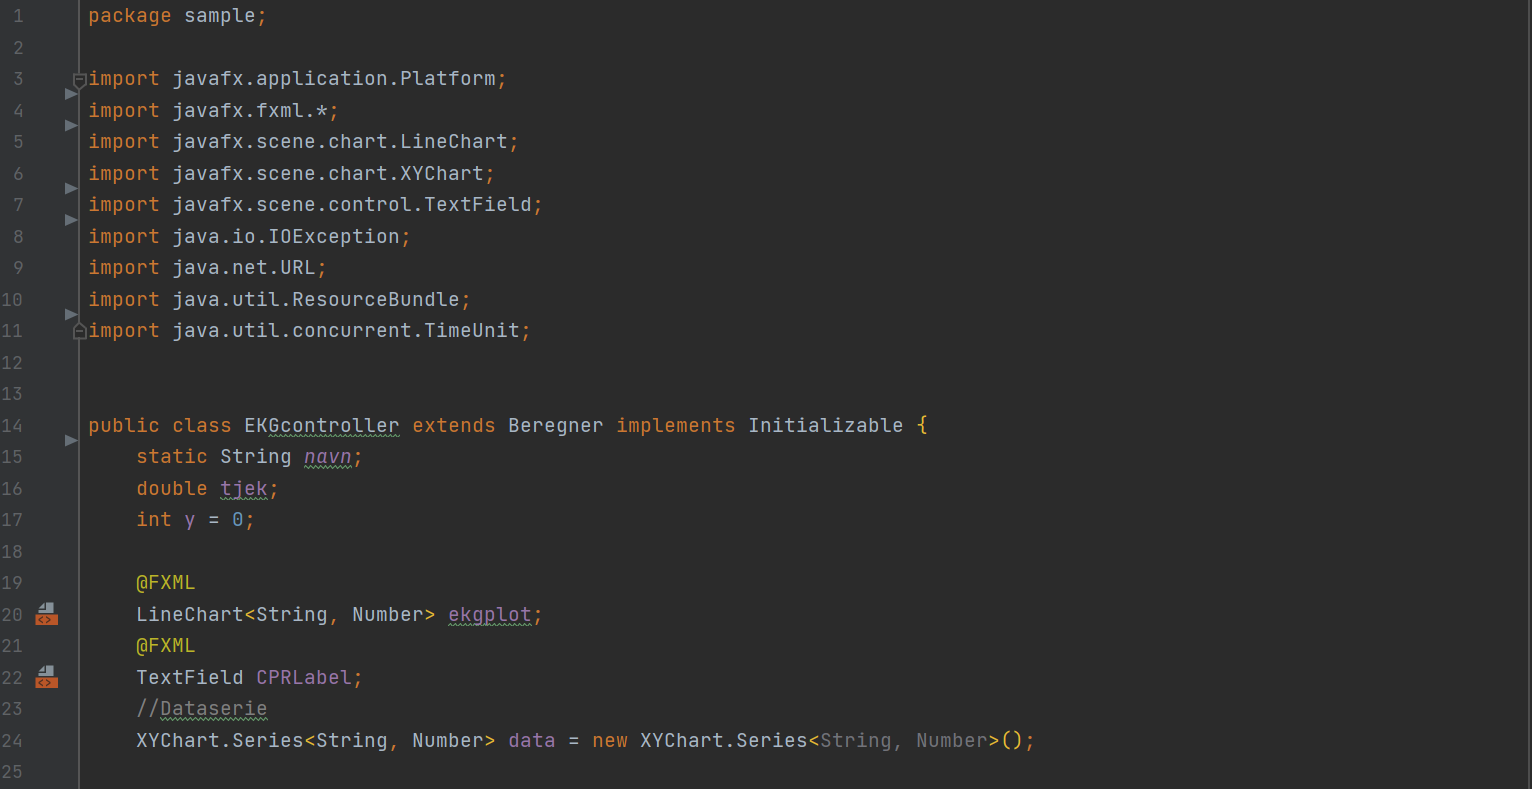 1 package sample;
2
3 import javafx.application.Platform;
4 import javafx.fxml.*;
5 import javafx.scene.chart.LineChart;
6 import javafx.scene.chart.XYChart;
7 import javafx.scene.control.TextField;
8 import java.io.IOException;
9 import java.net.URL;
10 import java.util.ResourceBundle;
11 import java.util.concurrent.TimeUnit;
12
13
14 public class EKGcontroller extends Beregner implements Initializable {
15     static String navn;
16     double tjek;
17     int y = 0;
18
19     @FXML
20     LineChart<String, Number> ekgplot;
21     @FXML
22     TextField CPRLabel;
23     //Dataserie
24     XYChart.Series<String, Number> data = new XYChart.Series<String, Number>();
25